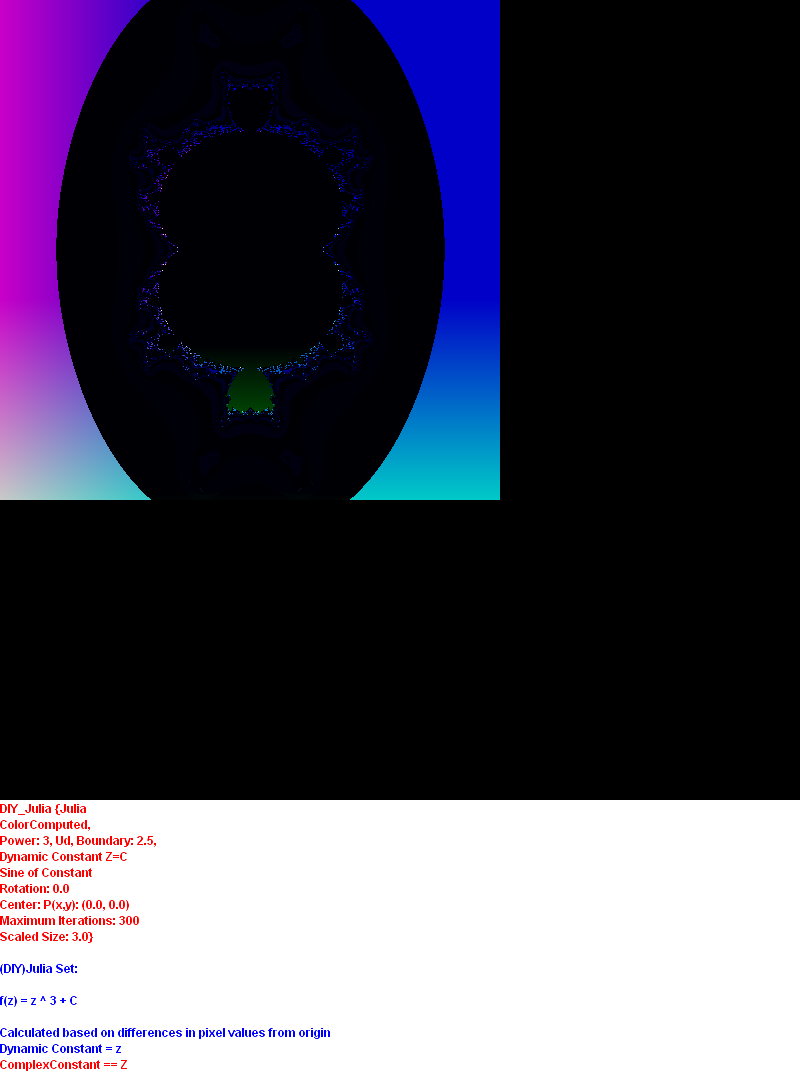 DIY_Julia {Julia
ColorComputed,
Power: 3, Ud, Boundary: 2.5,
Dynamic Constant Z=C
Sine of Constant
Rotation: 0.0
Center: P(x,y): (0.0, 0.0)
Maximum Iterations: 300
Scaled Size: 3.0}
(DIY)Julia Set:
f(z) = z ^ 3 + C
Calculated based on differences in pixel values from origin
Dynamic Constant = z
ComplexConstant == Z